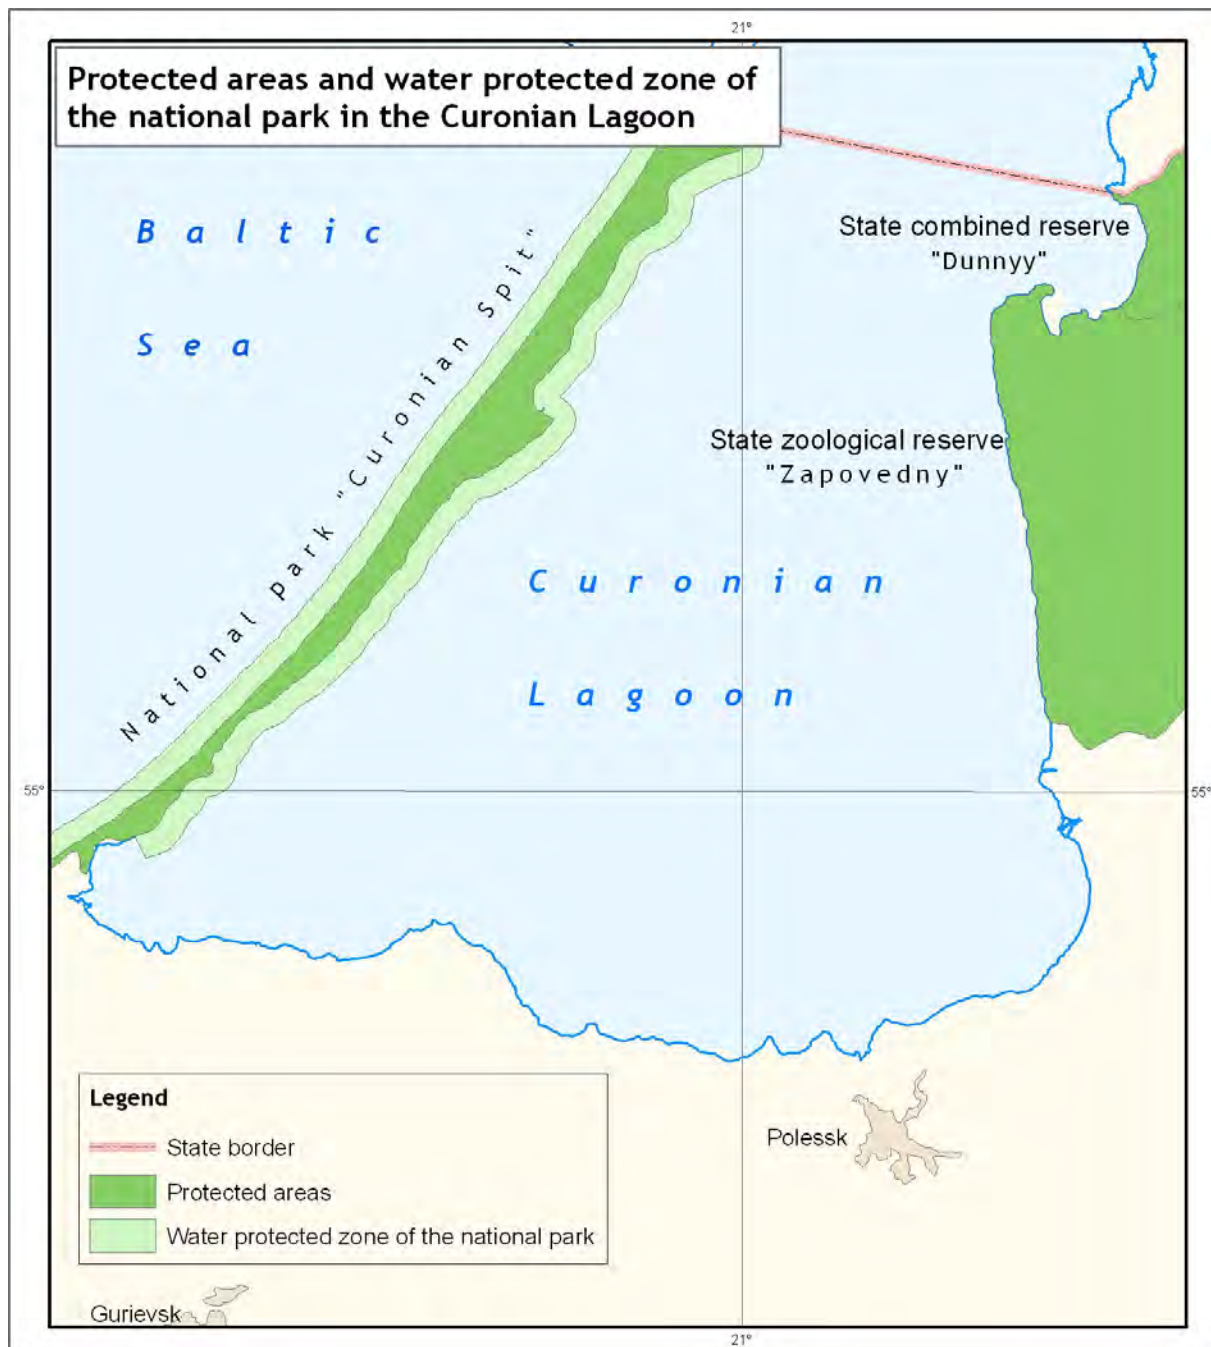 21°
Protected areas and water protected zone of
the national park in the Curonian Lagoon
Baltic
Sea
National park "Curonian Spit"
State combined reserve
"Dunnyy"
State zoological reserve
"Zapovedny"
Curonian
Lagoon
55°
55°
Legend
State border
Protected areas
Water protected zone of the national park
Polessk
Gurievsk
21°